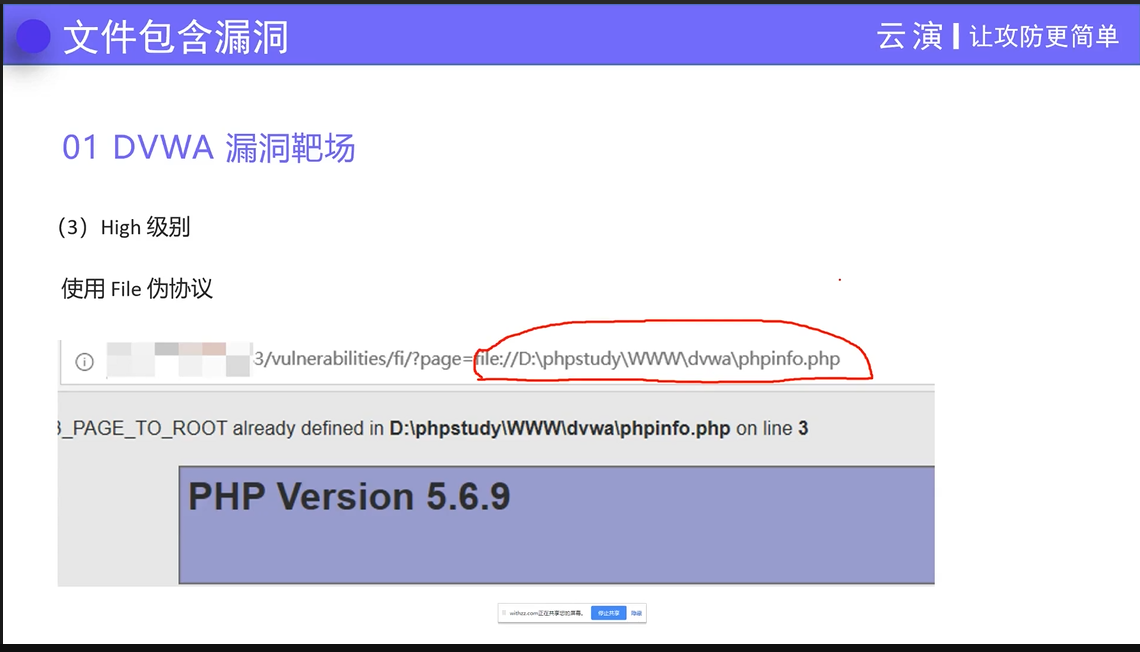 文件包含漏洞
云演 让攻防更简单
01 DVWA 漏洞靶场
（3）High 级别
使用 File 伪协议
3/vulnerabilities/fi/?page=file://D:\phpstudy\WWW\dvwa\phpinfo.php
_PAGE_TO_ROOT already defined in D:\phpstudy\WWW\dvwa\phpinfo.php on line 3
PHP Version 5.6.9
withzz.com正在共享您的屏幕。 停止共享 隐藏